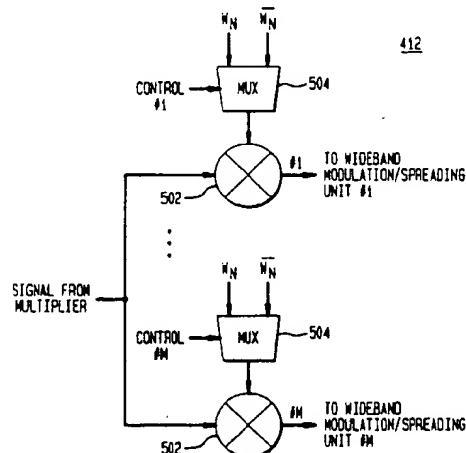 412
W_N W̅_N
CONTROL #1
MUX
504
502
#1
TO WIDEBAND
MODULATION/SPREADING
UNIT #1
SIGNAL FROM
MULTIPLIER
W_N W̅_N
CONTROL #M
MUX
504
502
#M
TO WIDEBAND
MODULATION/SPREADING
UNIT #M